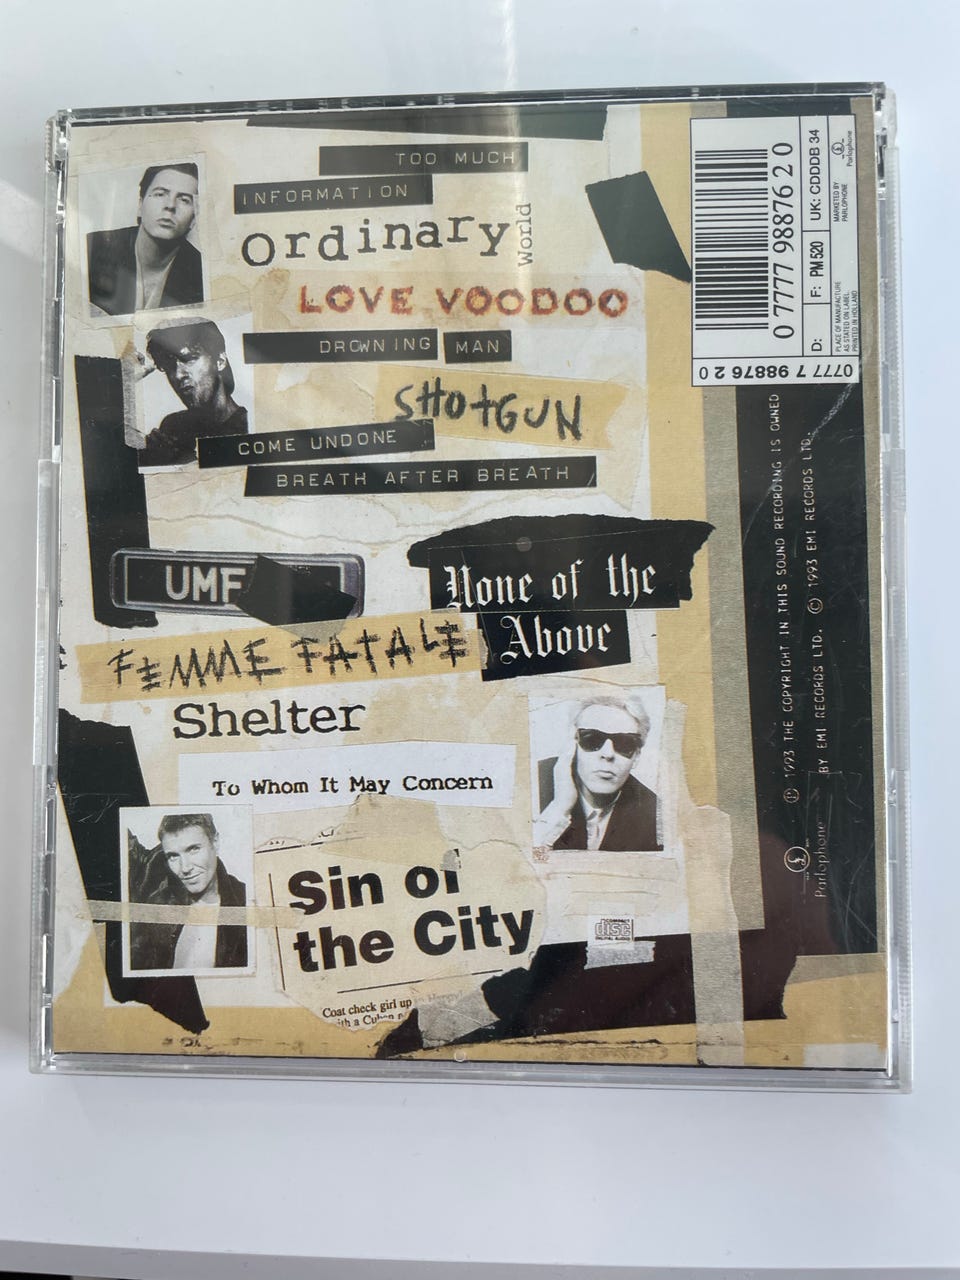 TOO MUCH
INFORMATION
Ordinary
World
LOVE VOODOO
DROWNING MAN
SHOTGUN
COME UNDONE
BREATH AFTER BREATH
UMF
None of the
Above
FEMME FATALE
Shelter
To Whom It May Concern
Sin of
the City
Coat check girl up in Happy
with a Cuban
COMPACT
disc
DIGITAL AUDIO
0 7777 98876 2 0
0777 7 98876 2 0
D:
F: PM 520
UK: CDDDB 34
PLACE OF MANUFACTURE
AS STATED ON LABEL
PRINTED IN HOLLAND
MARKETED BY
PARLOPHONE
Parlophone
℗ 1993 THE COPYRIGHT IN THIS SOUND RECORDING IS OWNED
BY EMI RECORDS LTD. © 1993 EMI RECORDS LTD.
Parlophone